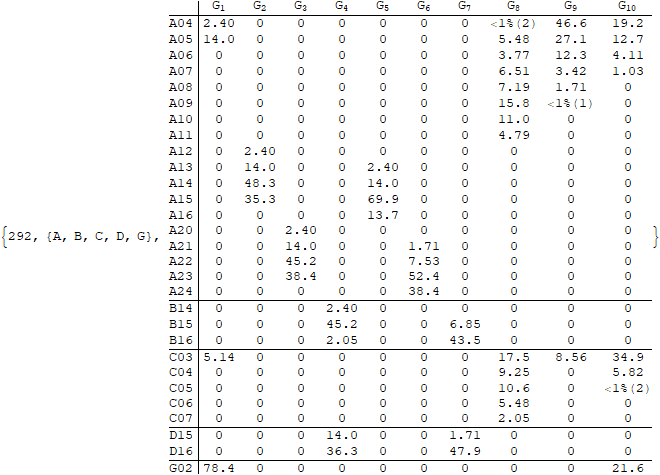 G1 G2 G3 G4 G5 G6 G7 G8 G9 G10
A04 2.40 0 0 0 0 0 0 <1%(2) 46.6 19.2
A05 14.0 0 0 0 0 0 0 5.48 27.1 12.7
A06 0 0 0 0 0 0 0 3.77 12.3 4.11
A07 0 0 0 0 0 0 0 6.51 3.42 1.03
A08 0 0 0 0 0 0 0 7.19 1.71 0
A09 0 0 0 0 0 0 0 15.8 <1%(1) 0
A10 0 0 0 0 0 0 0 11.0 0 0
A11 0 0 0 0 0 0 0 4.79 0 0
A12 0 2.40 0 0 0 0 0 0 0 0
A13 0 14.0 0 0 2.40 0 0 0 0 0
A14 0 48.3 0 0 14.0 0 0 0 0 0
A15 0 35.3 0 0 69.9 0 0 0 0 0
A16 0 0 0 0 13.7 0 0 0 0 0
A20 0 0 2.40 0 0 0 0 0 0 0
{292, {A, B, C, D, G}, A21 0 0 14.0 0 0 1.71 0 0 0 0 }
A22 0 0 45.2 0 0 7.53 0 0 0 0
A23 0 0 38.4 0 0 52.4 0 0 0 0
A24 0 0 0 0 0 38.4 0 0 0 0
B14 0 0 0 2.40 0 0 0 0 0 0
B15 0 0 0 45.2 0 0 6.85 0 0 0
B16 0 0 0 2.05 0 0 43.5 0 0 0
C03 5.14 0 0 0 0 0 0 17.5 8.56 34.9
C04 0 0 0 0 0 0 0 9.25 0 5.82
C05 0 0 0 0 0 0 0 10.6 0 <1%(2)
C06 0 0 0 0 0 0 0 5.48 0 0
C07 0 0 0 0 0 0 0 2.05 0 0
D15 0 0 0 14.0 0 0 1.71 0 0 0
D16 0 0 0 36.3 0 0 47.9 0 0 0
G02 78.4 0 0 0 0 0 0 0 0 21.6